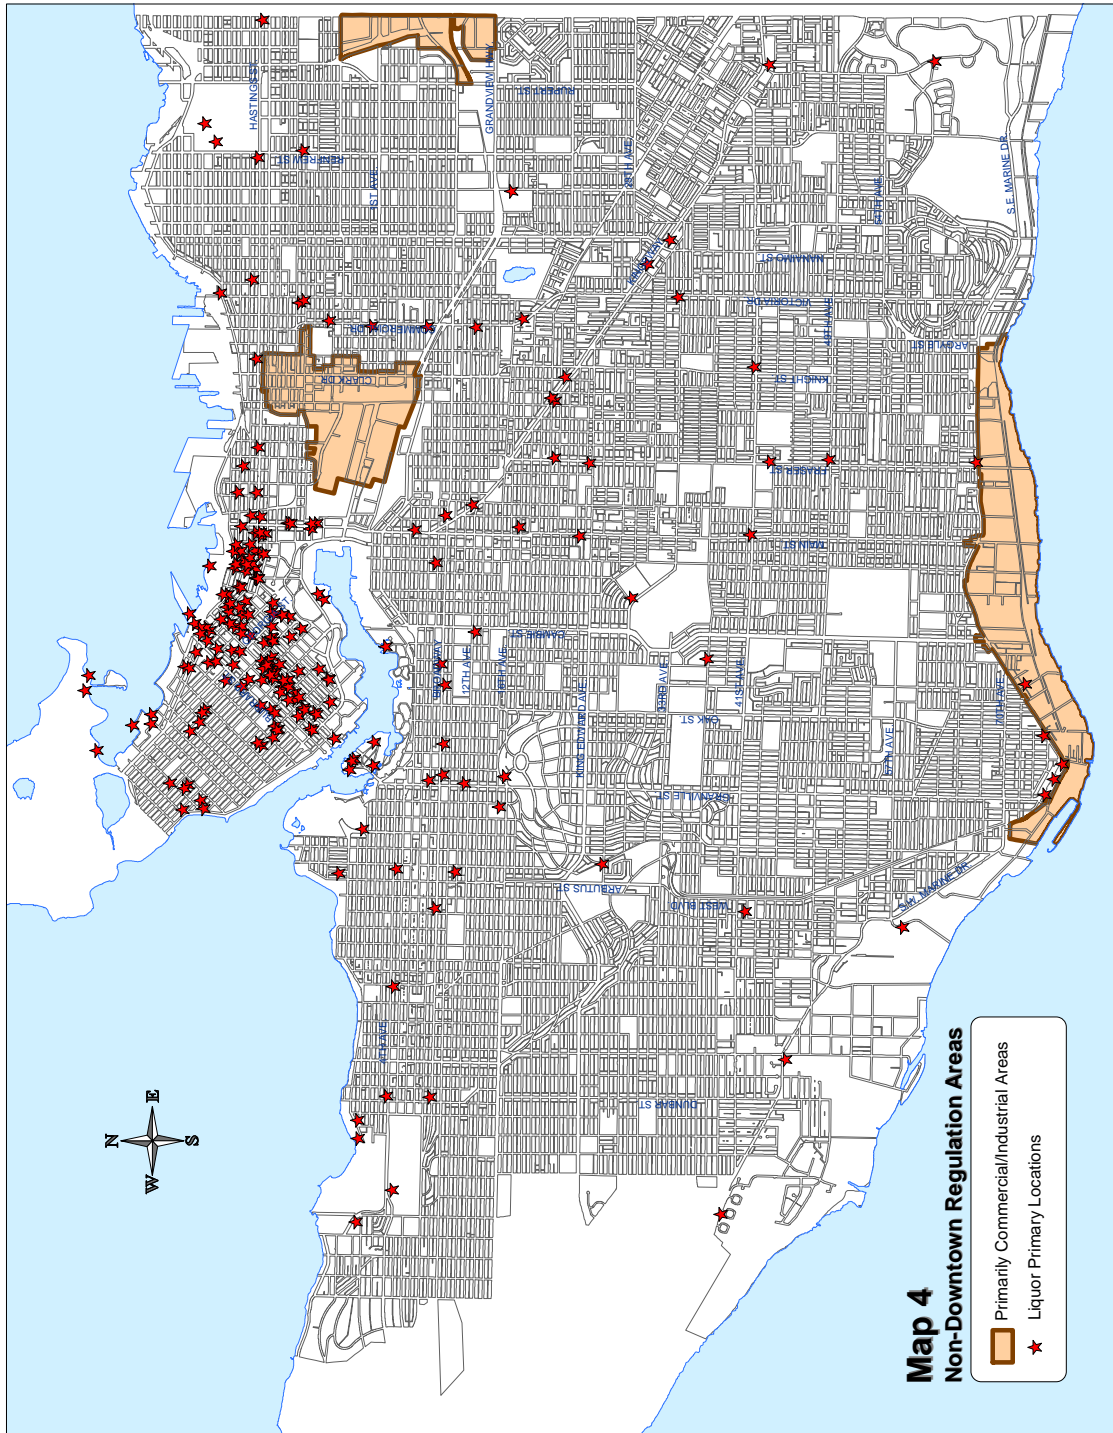 Map 4
Non-Downtown Regulation Areas
Primarily Commercial/Industrial Areas
Liquor Primary Locations
N
W
E
S
HASTINGS ST.
RENFREW ST.
1ST AVE.
GRANDVIEW HWY.
RUPERT ST.
29TH AVE.
54TH AVE.
S.E. MARINE DR.
NANAIMO ST.
VICTORIA DR.
49TH AVE.
ARGYLE ST.
COMMERCIAL DR.
CLARK DR.
KNIGHT ST.
FRASER ST.
MAIN ST.
CAMBIE ST.
12TH AVE.
16TH AVE.
KING EDWARD AVE.
33RD AVE.
41ST AVE.
OAK ST.
57TH AVE.
70TH AVE.
GRANVILLE ST.
ARBUTUS ST.
WEST BLVD.
S.W. MARINE DR.
4TH AVE.
DUNBAR ST.